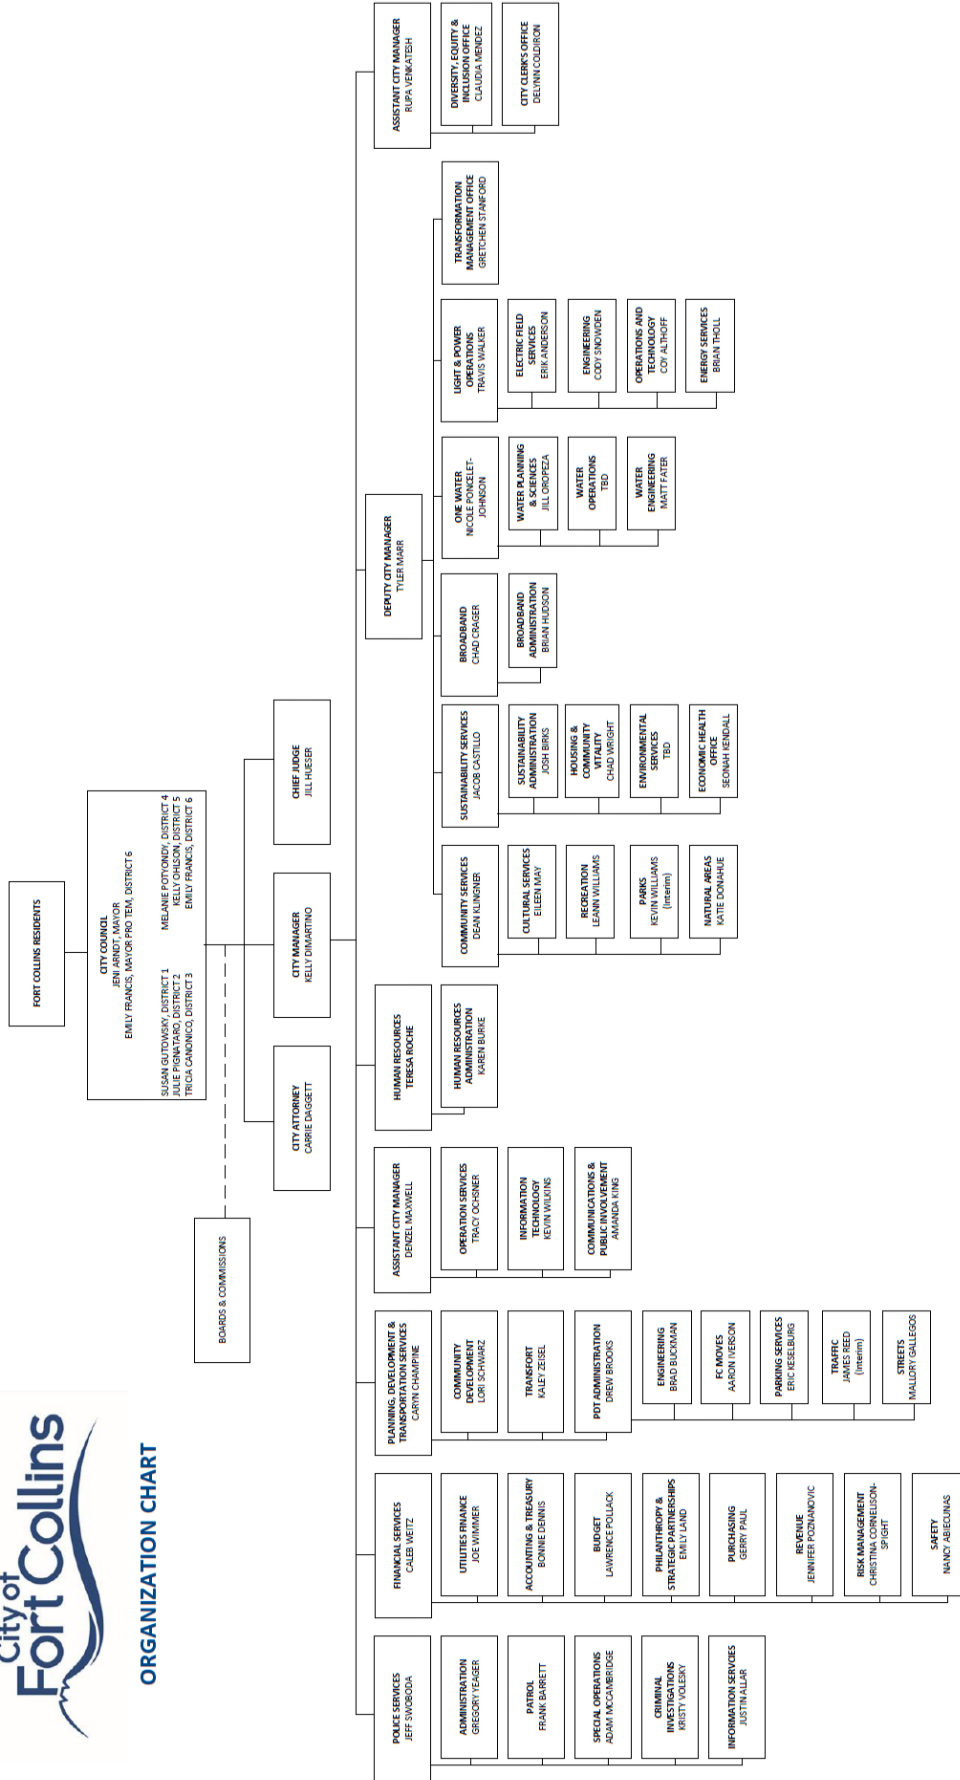 City of
Fort Collins
ORGANIZATION CHART
FORT COLLINS RESIDENTS
CITY COUNCIL
JENI ARNDT, MAYOR
EMILY FRANCIS, MAYOR PRO TEM, DISTRICT 6
SUSAN GUTOWSKY, DISTRICT 1
JULIE PIGNATARO, DISTRICT 2
TRICIA CANONICO, DISTRICT 3
MELANIE POTYONDY, DISTRICT 4
KELLY OHLSON, DISTRICT 5
EMILY FRANCIS, DISTRICT 6
BOARDS & COMMISSIONS
CITY ATTORNEY
CARRIE DAGGETT
CITY MANAGER
KELLY DIMARTINO
CHIEF JUDGE
JILL HUESER
POLICE SERVICES
JEFF SWOBODA
ADMINISTRATION
GREGORY YEAGER
PATROL
FRANK BARRETT
SPECIAL OPERATIONS
ADAM MCCAMBRIDGE
CRIMINAL
INVESTIGATIONS
KRISTY VOLESKY
INFORMATION SERVCIES
JUSTIN ALLAR
FINANCIAL SERVICES
CALEB WEITZ
UTILITIES FINANCE
JOE WIMMER
ACCOUNTING & TREASURY
BONNIE DENNIS
BUDGET
LAWRENCE POLLACK
PHILANTHROPY &
STRATEGIC PARTNERSHIPS
EMILY LAND
PURCHASING
GERRY PAUL
REVENUE
JENNIFER POZNANOVIC
RISK MANAGEMENT
CHRISTINA CORNELISON-
SPIGHT
SAFETY
NANCY ABIECUNAS
PLANNING, DEVELOPMENT &
TRANSPORTATION SERVICES
CARYN CHAMPINE
COMMUNITY
DEVELOPMENT
LORI SCHWARZ
TRANSFORT
KALEY ZEISEL
PDT ADMINISTRATION
DREW BROOKS
ENGINEERING
BRAD BUCKMAN
FC MOVES
AARON IVERSON
PARKING SERVICES
ERIC KESELBURG
TRAFFIC
JAMES REED
(Interim)
STREETS
MALLORY GALLEGOS
ASSISTANT CITY MANAGER
DENZEL MAXWELL
OPERATION SERVICES
TRACY OCHSNER
INFORMATION
TECHNOLOGY
KEVIN WILKINS
COMMUNICATIONS &
PUBLIC INVOLVEMENT
AMANDA KING
HUMAN RESOURCES
TERESA ROCHE
HUMAN RESOURCES
ADMINISTRATION
KAREN BURKE
DEPUTY CITY MANAGER
TYLER MARR
COMMUNITY SERVICES
DEAN KLINGNER
CULTURAL SERVICES
EILEEN MAY
RECREATION
LEANN WILLIAMS
PARKS
KEVIN WILLIAMS
(Interim)
NATURAL AREAS
KATIE DONAHUE
SUSTAINABILITY SERVICES
JACOB CASTILLO
SUSTAINABILITY
ADMINISTRATION
JOSH BIRKS
HOUSING &
COMMUNITY
VITALITY
CHAD WRIGHT
ENVIRONMENTAL
SERVICES
TBD
ECONOMIC HEALTH
OFFICE
SEONAH KENDALL
BROADBAND
CHAD CRAGER
BROADBAND
ADMINISTRATION
BRIAN HUDSON
ONE WATER
NICOLE PONCELET-
JOHNSON
WATER PLANNING
& SCIENCES
JILL OROPEZA
WATER
OPERATIONS
TBD
WATER
ENGINEERING
MATT FATER
LIGHT & POWER
OPERATIONS
TRAVIS WALKER
ELECTRIC FIELD
SERVICES
ERIK ANDERSON
ENGINEERING
CODY SNOWDEN
OPERATIONS AND
TECHNOLOGY
COY ALTHOFF
ENERGY SERVICES
BRIAN THOLL
TRANSFORMATION
MANAGEMENT OFFICE
GRETCHEN STANFORD
ASSISTANT CITY MANAGER
RUPA VENKATESH
DIVERSITY, EQUITY &
INCLUSION OFFICE
CLAUDIA MENDEZ
CITY CLERK'S OFFICE
DELYNN COLDIRON